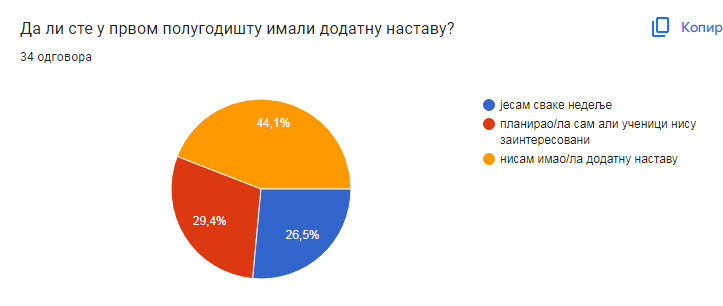 Да ли сте у првом полугодишту имали додатну наставу?
Копир
34 одговора
44,1%
29,4%
26,5%
јесам сваке недеље
планирао/ла сам али ученици нису
заинтересовани
нисам имао/ла додатну наставу